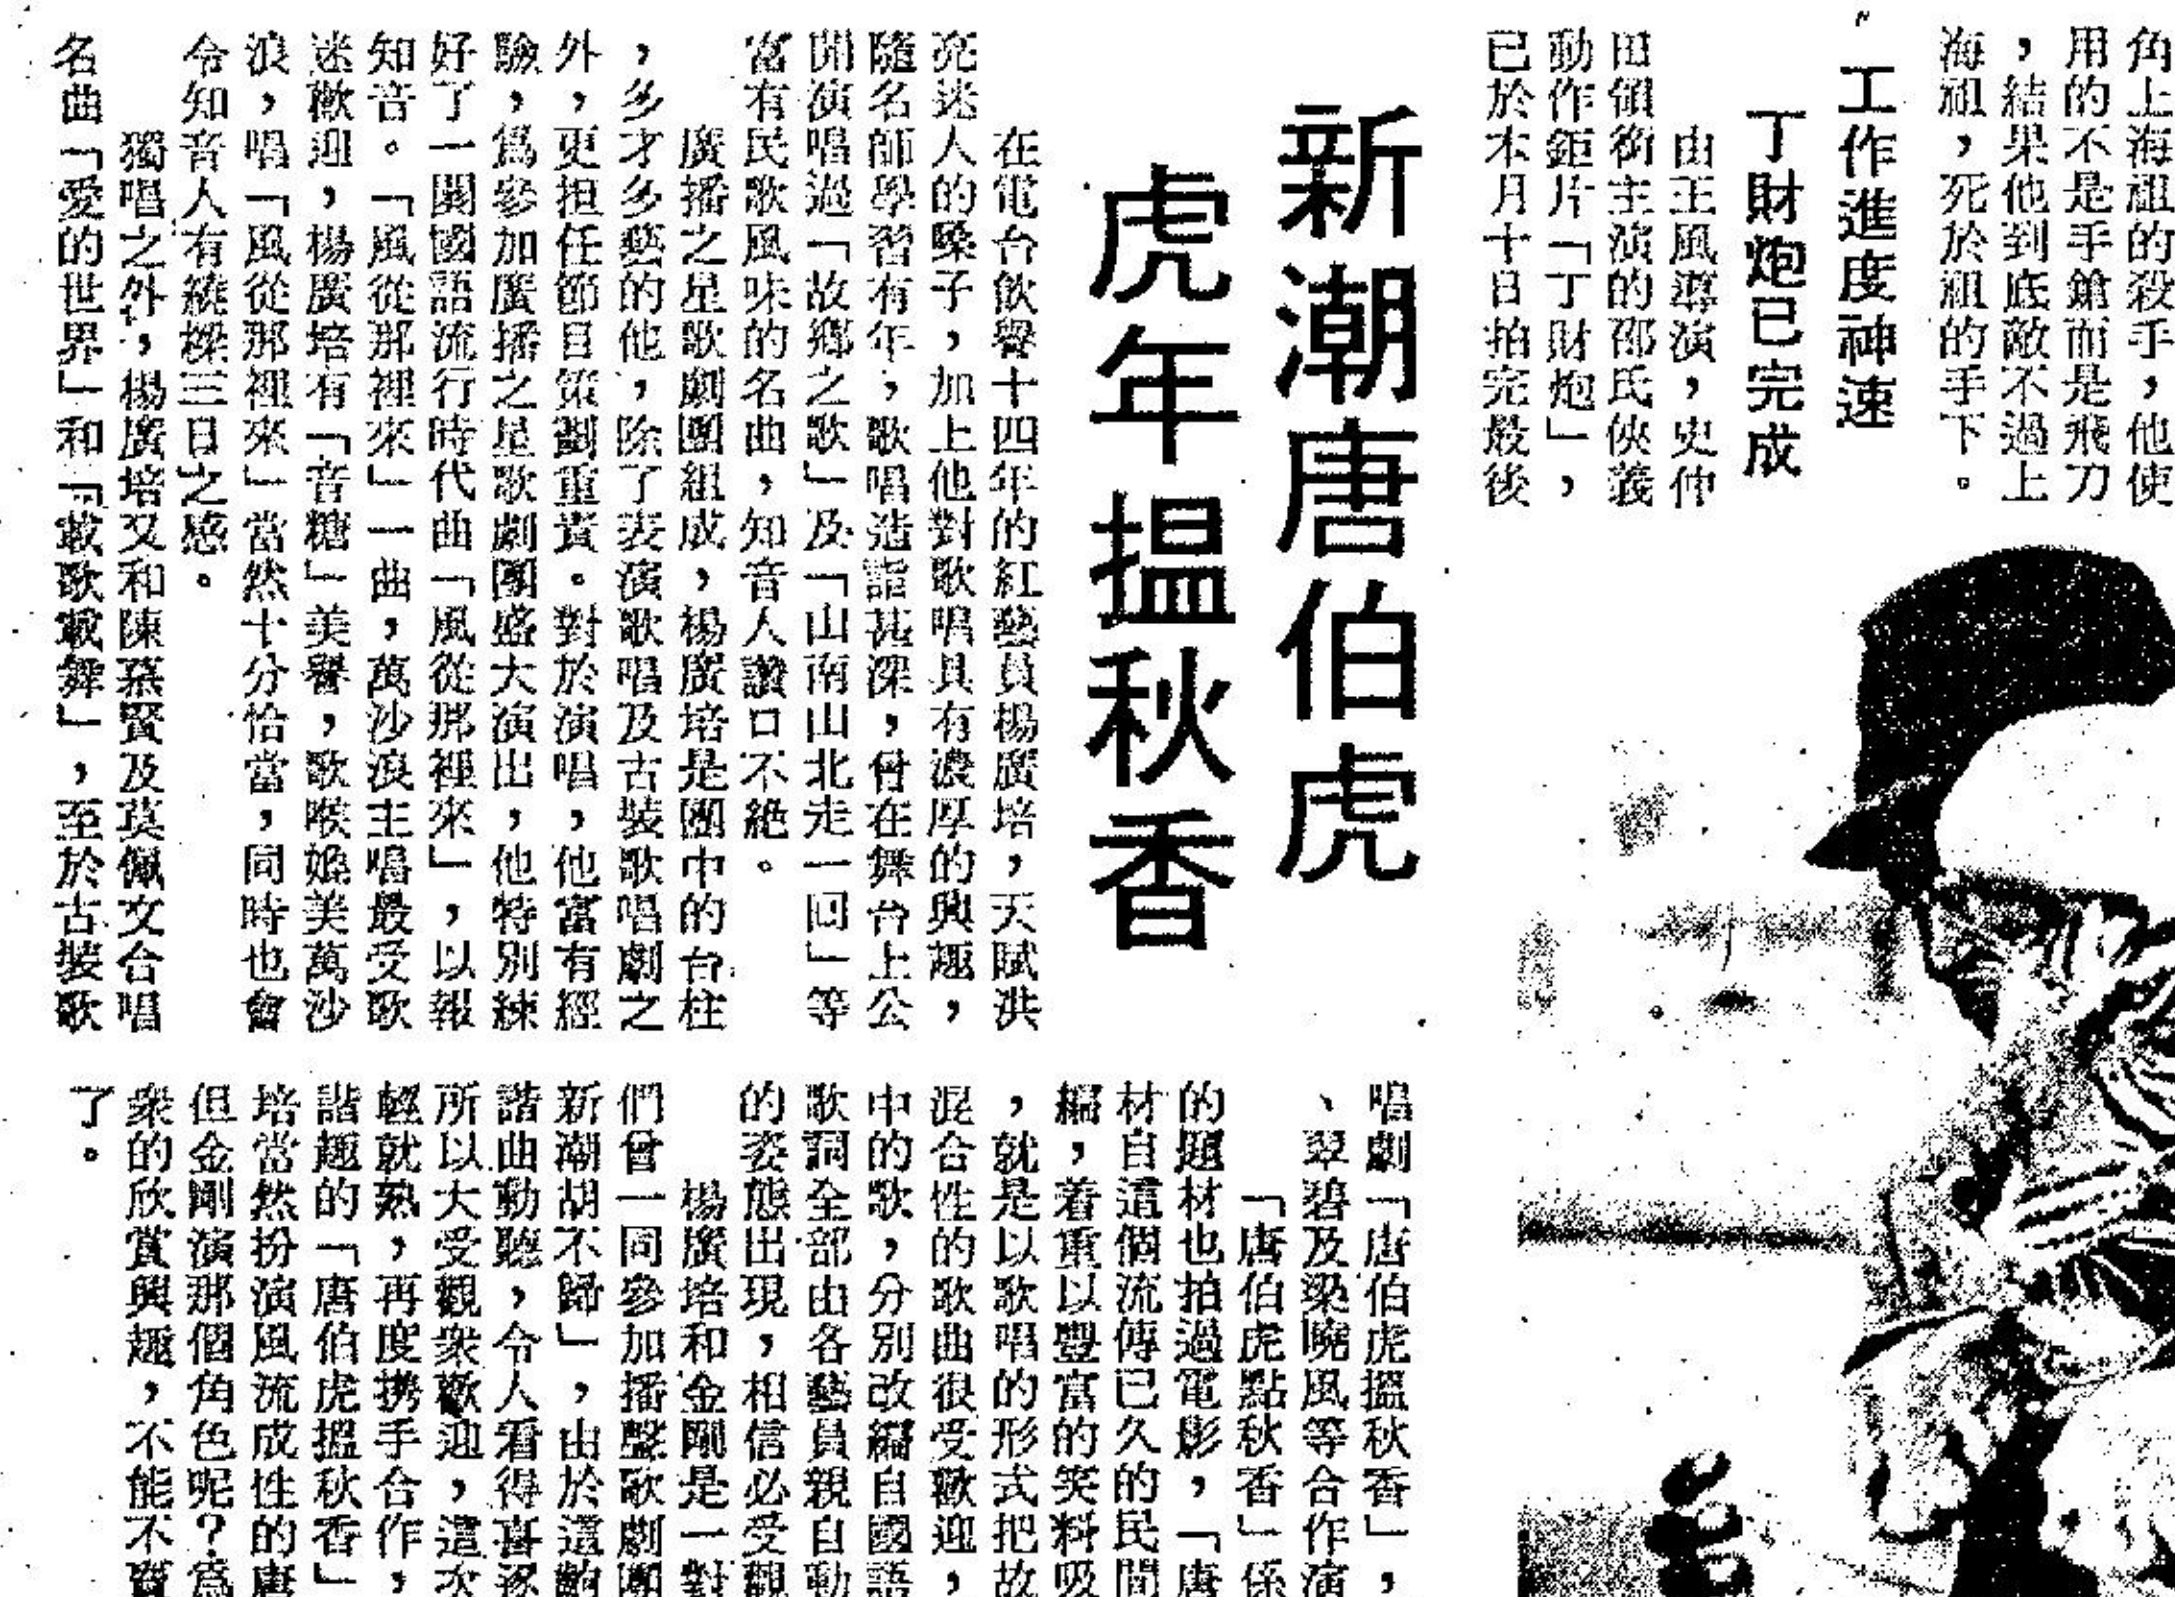 角上海祖的殺手，他使
用的不是手鎗而是飛刀
，結果他到底敵不過上
海祖，死於祖的手下。
工作進度神速
丁財炮已完成
由王風導演，史仲
田領銜主演的邵氏俠義
動作鉅片「丁財炮」，
已於本月十日拍完最後
新潮唐伯虎
虎年搵秋香
在電台飲譽十四年的紅藝員楊廣培，天賦洪
亮迷人的嗓子，加上他對歌唱具有濃厚的興趣，
隨名師學習有年，歌唱造詣甚深，曾在舞台上公
開演唱過「故鄉之歌」及「山南山北走一回」等
富有民歌風味的名曲，知音人讚口不絕。
廣播之星歌劇團組成，楊廣培是團中的台柱
，多才多藝的他，除了表演歌唱及古裝歌唱劇之
外，更担任節目策劃重責。對於演唱，他富有經
驗，爲參加廣播之星歌劇團盛大演出，他特別練
好了一闋國語流行時代曲「風從那裡來」，以報
知音。「風從那裡來」一曲，萬沙浪主唱最受歌
迷歡迎，楊廣培有「音糖」美譽，歌喉媲美萬沙
浪，唱「風從那裡來」當然十分恰當，同時也會
令知音人有繞樑三日之感。
獨唱之外，楊廣培又和陳慕賢及莫佩文合唱
名曲「愛的世界」和「載歌載舞」，至於古裝歌
唱劇「唐伯虎搵秋香」，
、翠碧及梁曉風等合作演
「唐伯虎點秋香」係
的題材也拍過電影，「唐
材自這個流傳已久的民間
編，着重以豐富的笑料吸
，就是以歌唱的形式把故
混合性的歌曲很受歡迎，
中的歌，分別改編自國語
歌詞全部由各藝員親自動
的姿態出現，相信必受觀
楊廣培和金剛是一對
們曾一同參加播聲歌劇團
新潮胡不歸」，由於這齣
諧曲動聽，令人看得喜逐
所以大受觀衆歡迎，這次
輕就熟，再度携手合作，
諧趣的「唐伯虎搵秋香」
培當然扮演風流成性的唐
但金剛演那個角色呢？爲
衆的欣賞興趣，不能不賣
了。